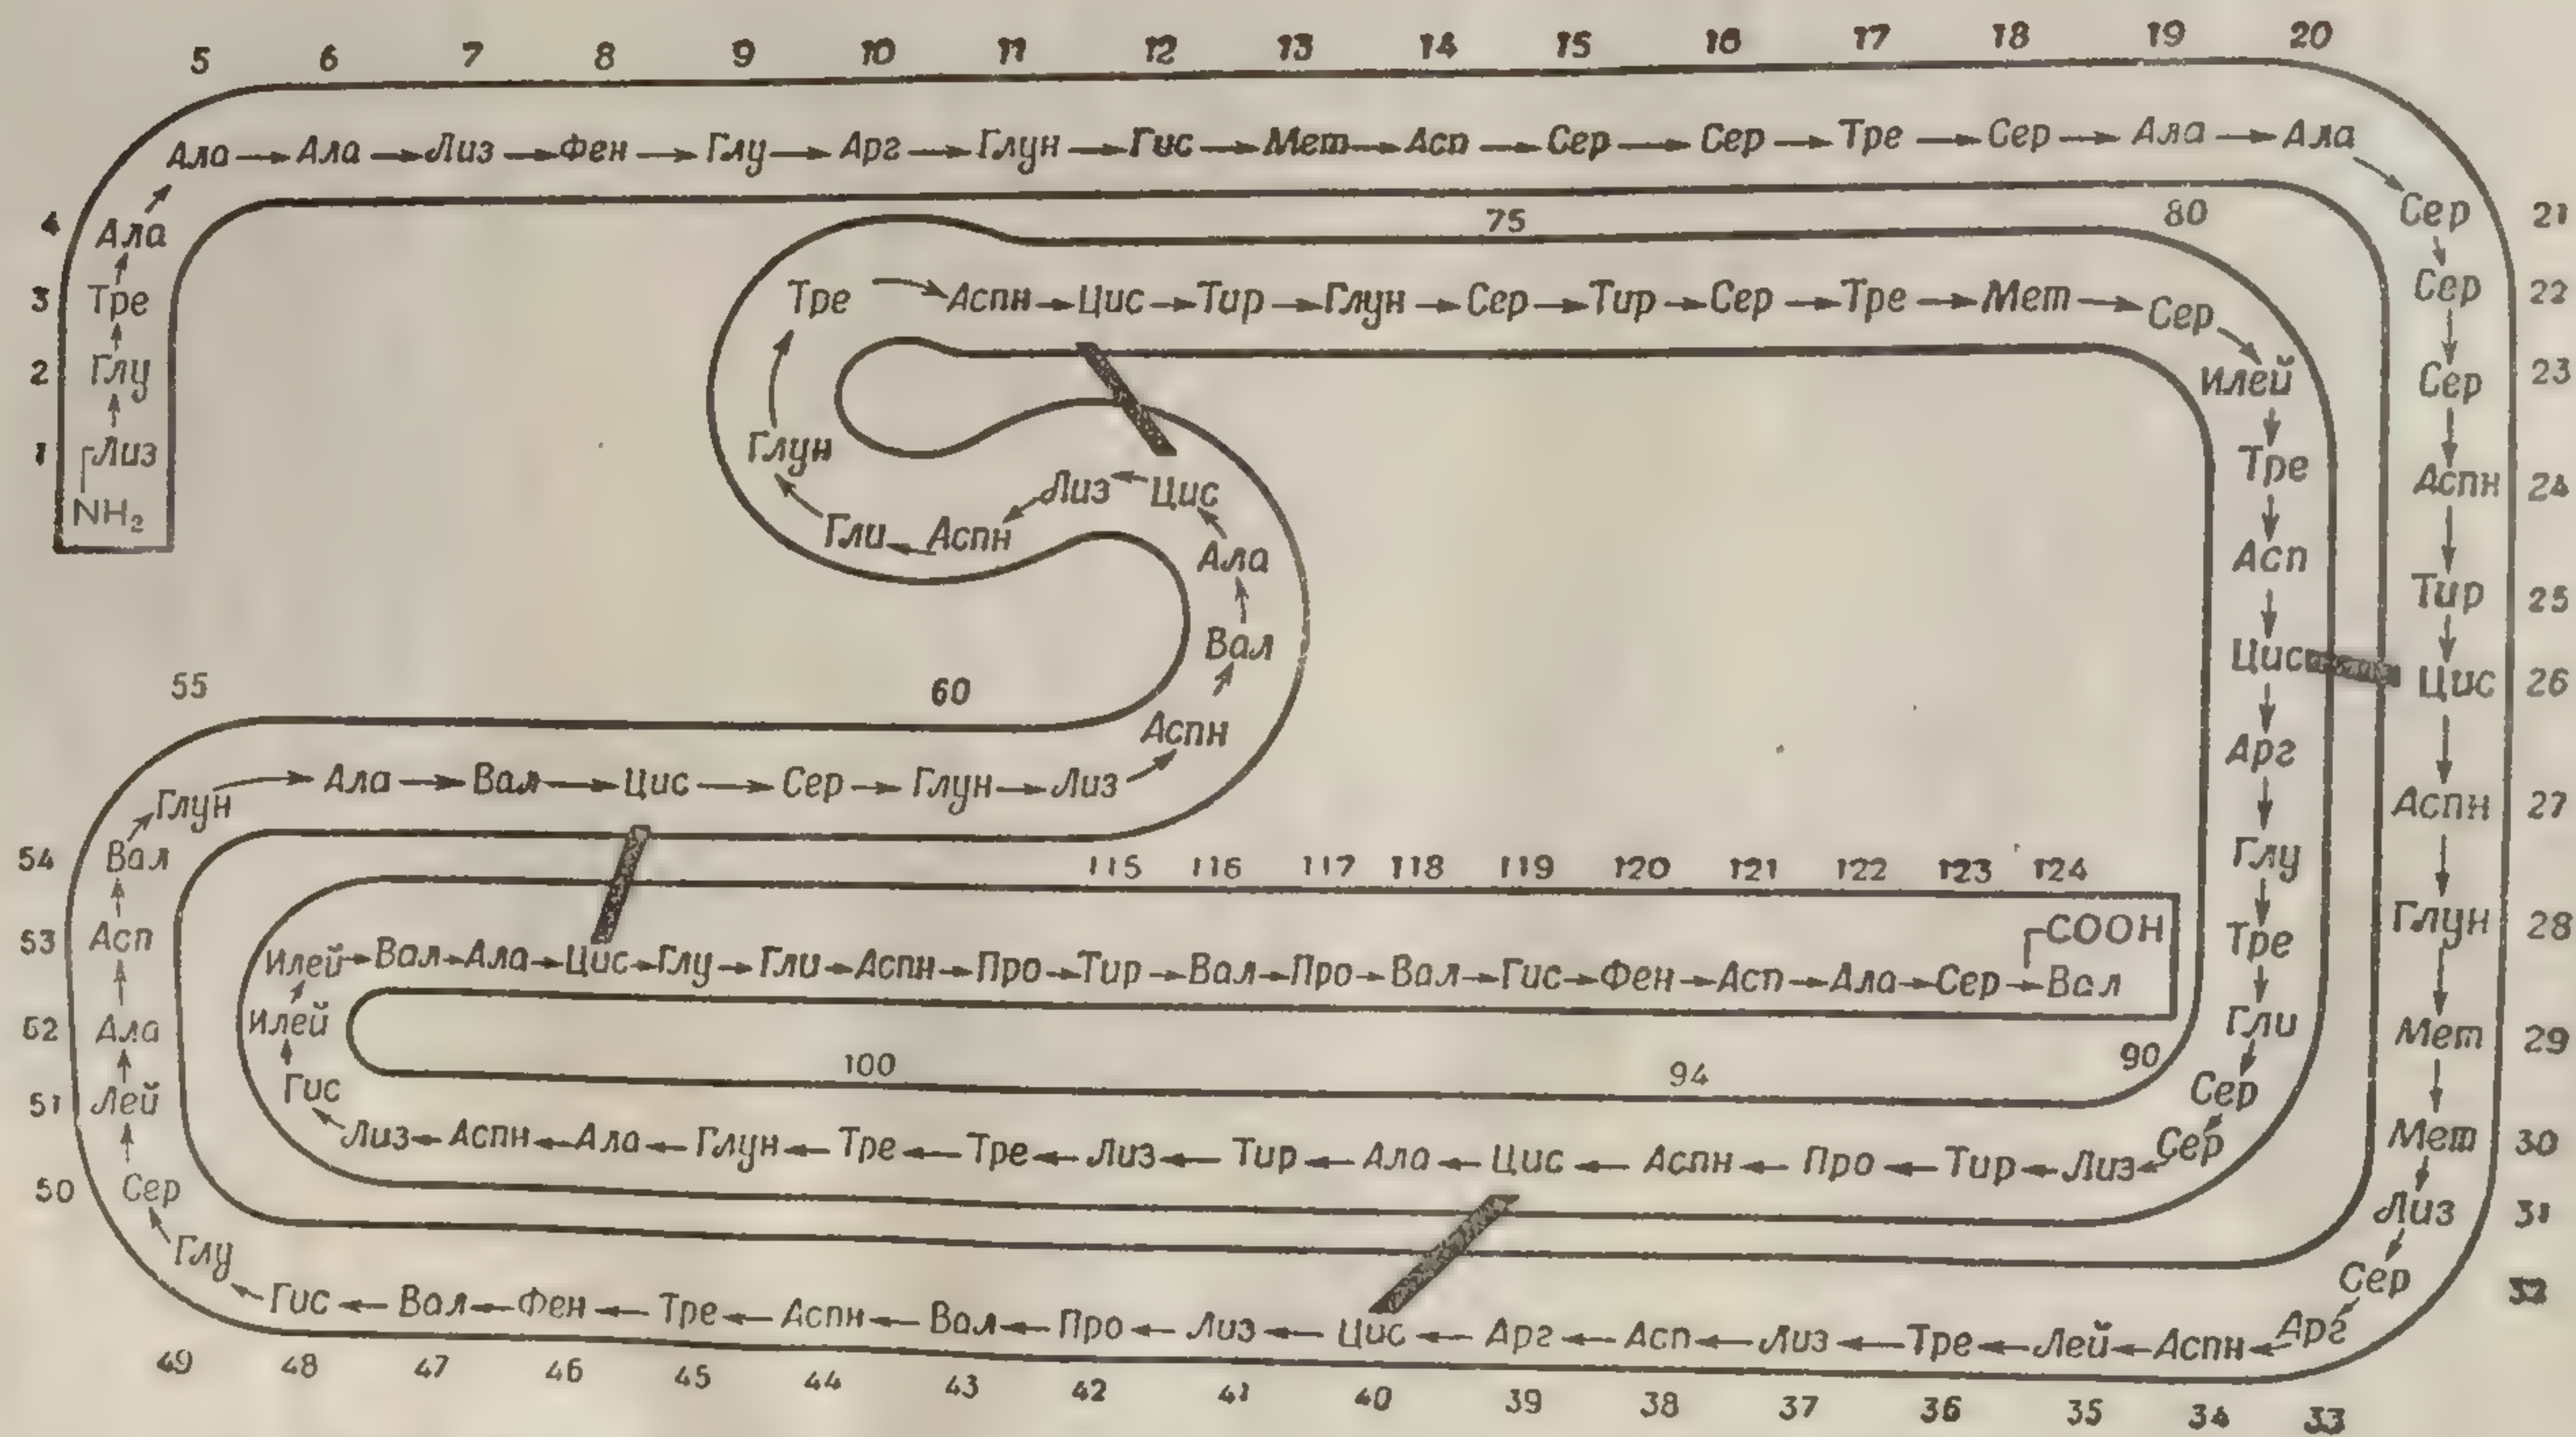 5 6 7 8 9 10 11 12 13 14 15 16 17 18 19 20
Ала Ала Лиз Фен Глу Арг Глун Гис Мет Асп Сер Сер Тре Сер Ала Ала
4 Ала
3 Тре
2 Глу
1 Лиз
NH2
Сер 21
Сер 22
Сер 23
Аспн 24
Тир 25
Цис 26
Аспн 27
Глун 28
Мет 29
Мет 30
Лиз 31
Сер 32
75 80
Тре Аспн Цис Тир Глун Сер Тир Сер Тре Мет Сер
Илей
Тре
Асп
Цис
Арг
Глу
Тре
Гли
Сер
Сер
Глун
Гли Аспн Лиз Цис
Ала
Вал
Аспн
55 60
Глун Ала Вал Цис Сер Глун Лиз
54 Вал
53 Асп
52 Ала
51 Лей
50 Сер
Глу
115 116 117 118 119 120 121 122 123 124
COOH
Илей Вал Ала Цис Глу Гли Аспн Про Тир Вал Про Вал Гис Фен Асп Ала Сер Вал
Илей
Гис
100 94 90
Лиз Аспн Ала Глун Тре Тре Лиз Тир Ала Цис Аспн Про Тир Лиз
Гис Вал Фен Тре Аспн Вал Про Лиз Цис Арг Асп Лиз Тре Лей Аспн Арг
49 48 47 46 45 44 43 42 41 40 39 38 37 36 35 34 33